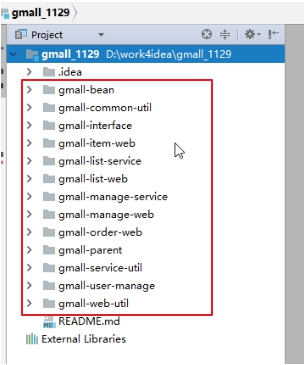 gmall_1129
Project
gmall_1129 D:\work4idea\gmall_1129
.idea
gmall-bean
gmall-common-util
gmall-interface
gmall-item-web
gmall-list-service
gmall-list-web
gmall-manage-service
gmall-manage-web
gmall-order-web
gmall-parent
gmall-service-util
gmall-user-manage
gmall-web-util
MD README.md
External Libraries